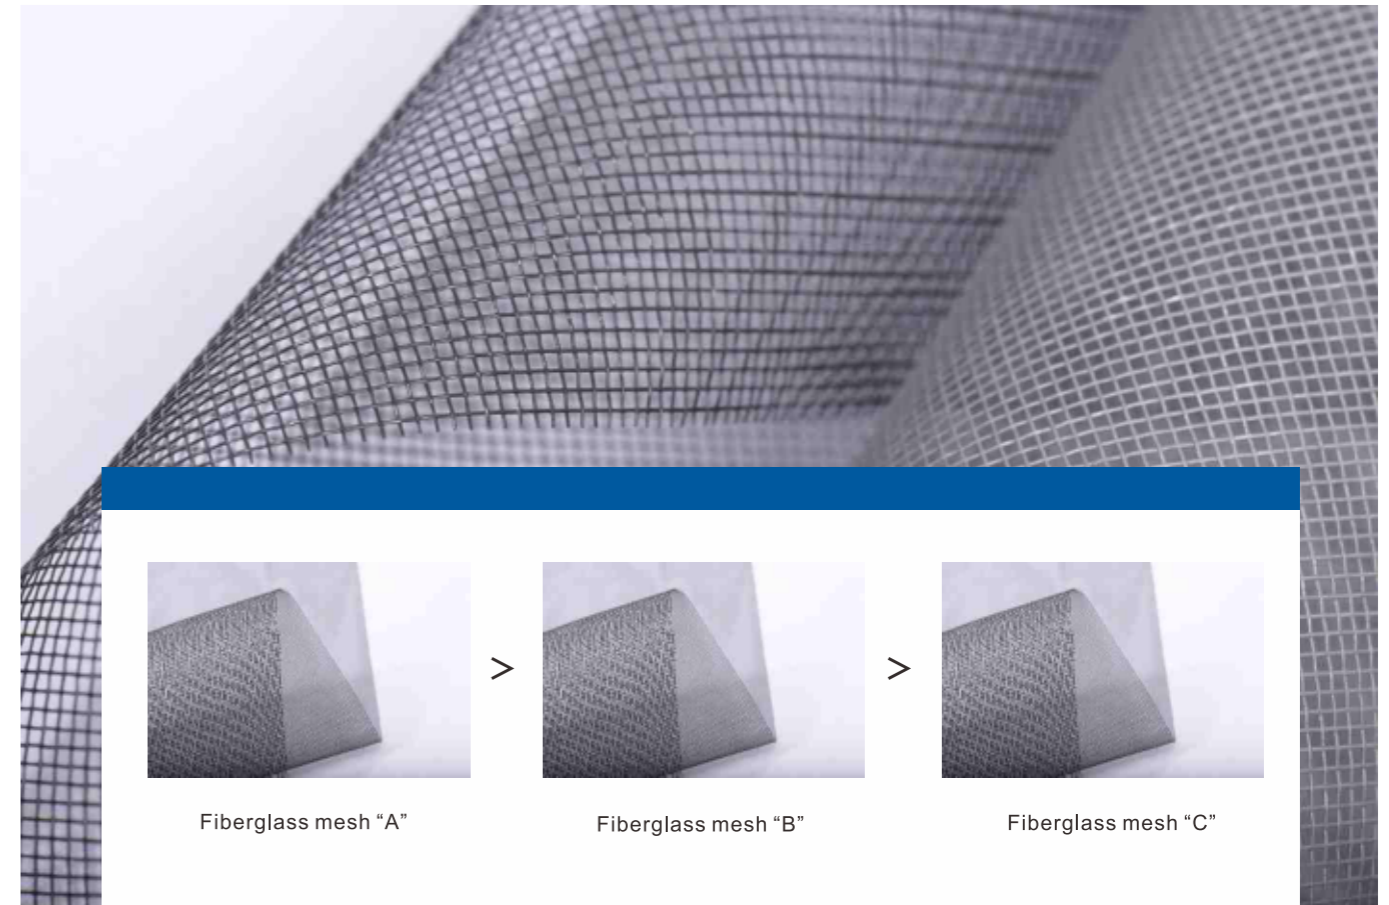 >
>
Fiberglass mesh “A”
Fiberglass mesh “B”
Fiberglass mesh “C”